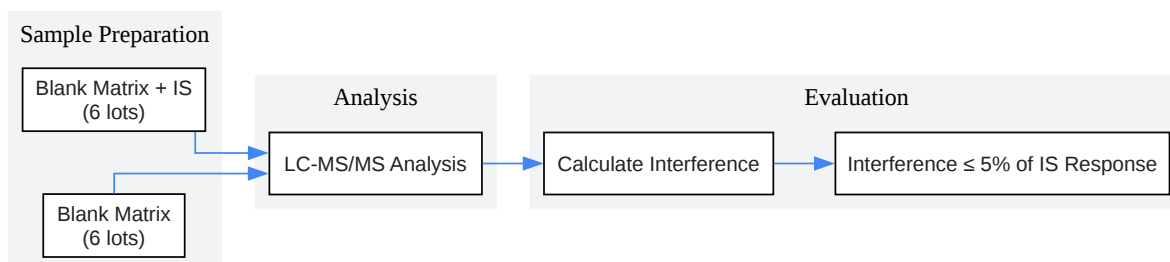 Sample Preparation
Blank Matrix + IS
(6 lots)
Blank Matrix
(6 lots)
Analysis
LC-MS/MS Analysis
Evaluation
Calculate Interference
Interference ≤ 5% of IS Response